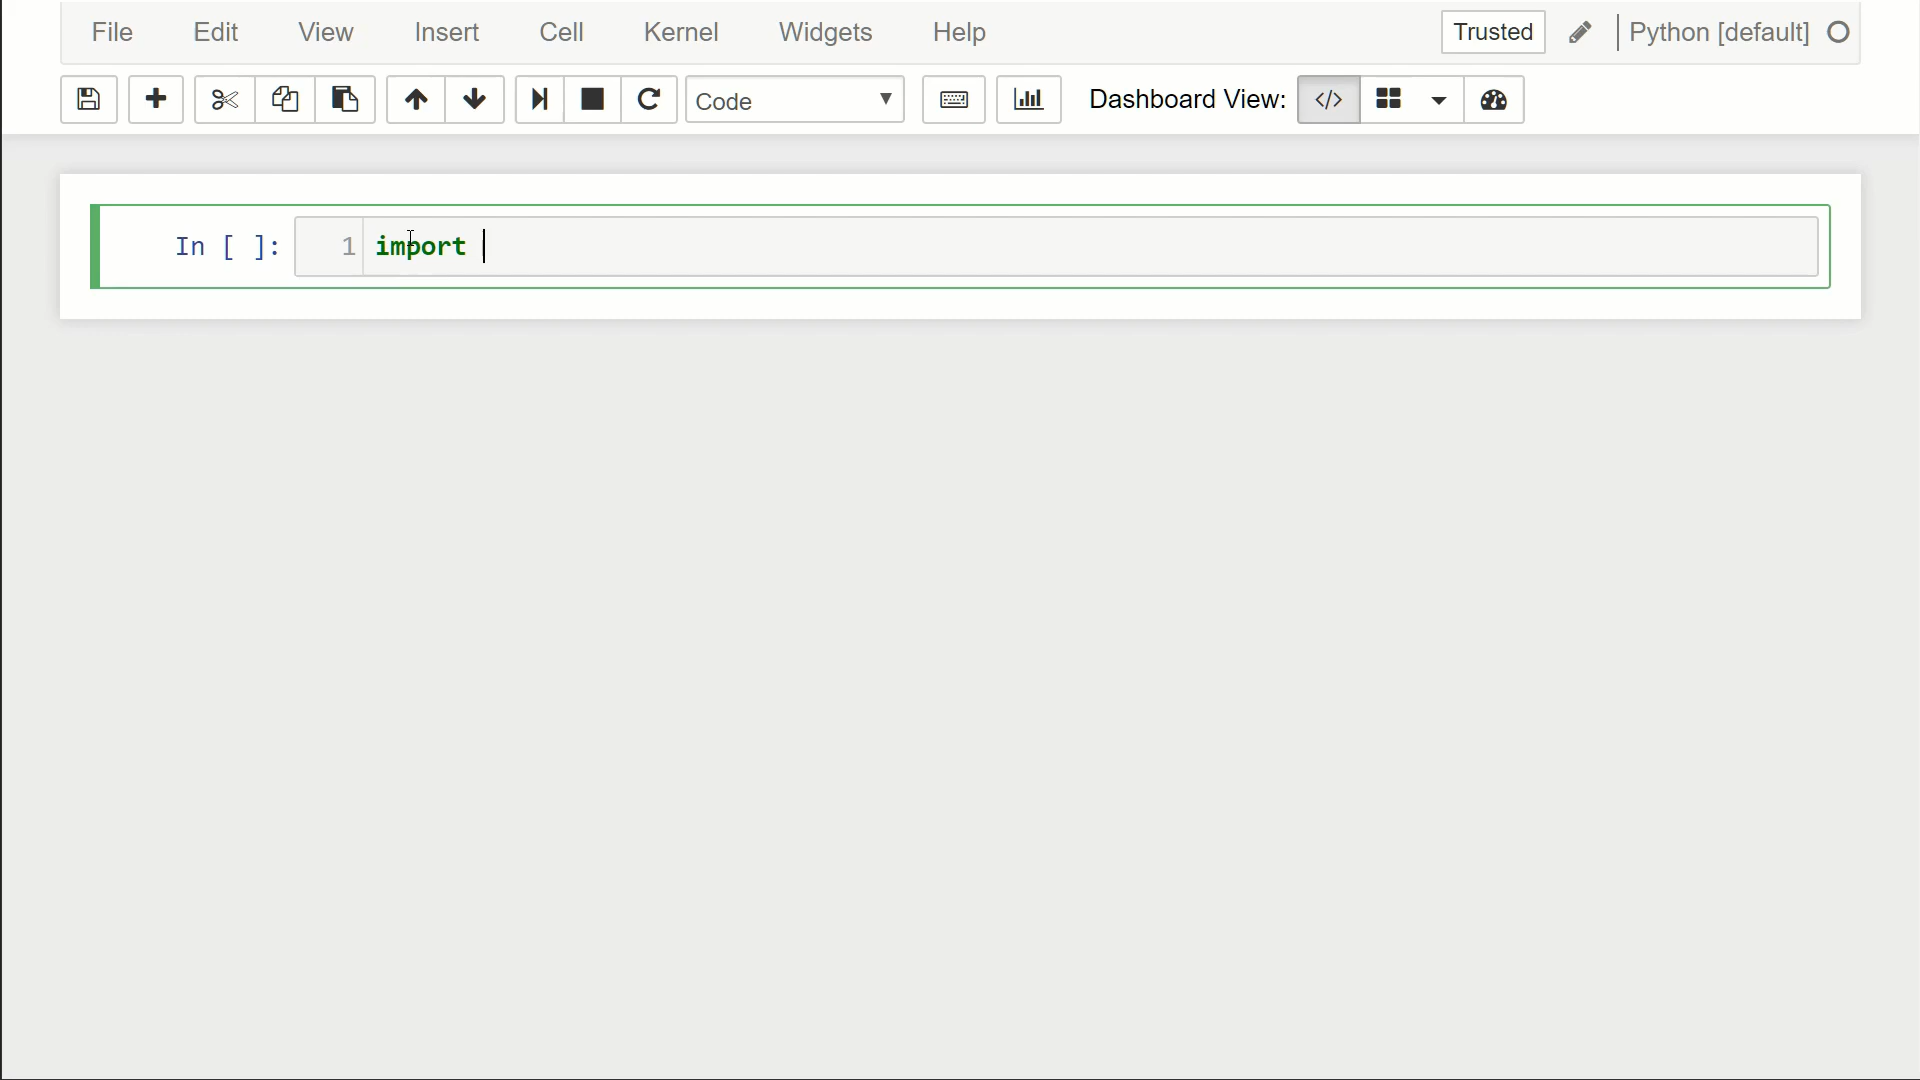 File Edit View Insert Cell Kernel Widgets Help Trusted Python [default]
Code Dashboard View: </>
In [ ]: 1 import